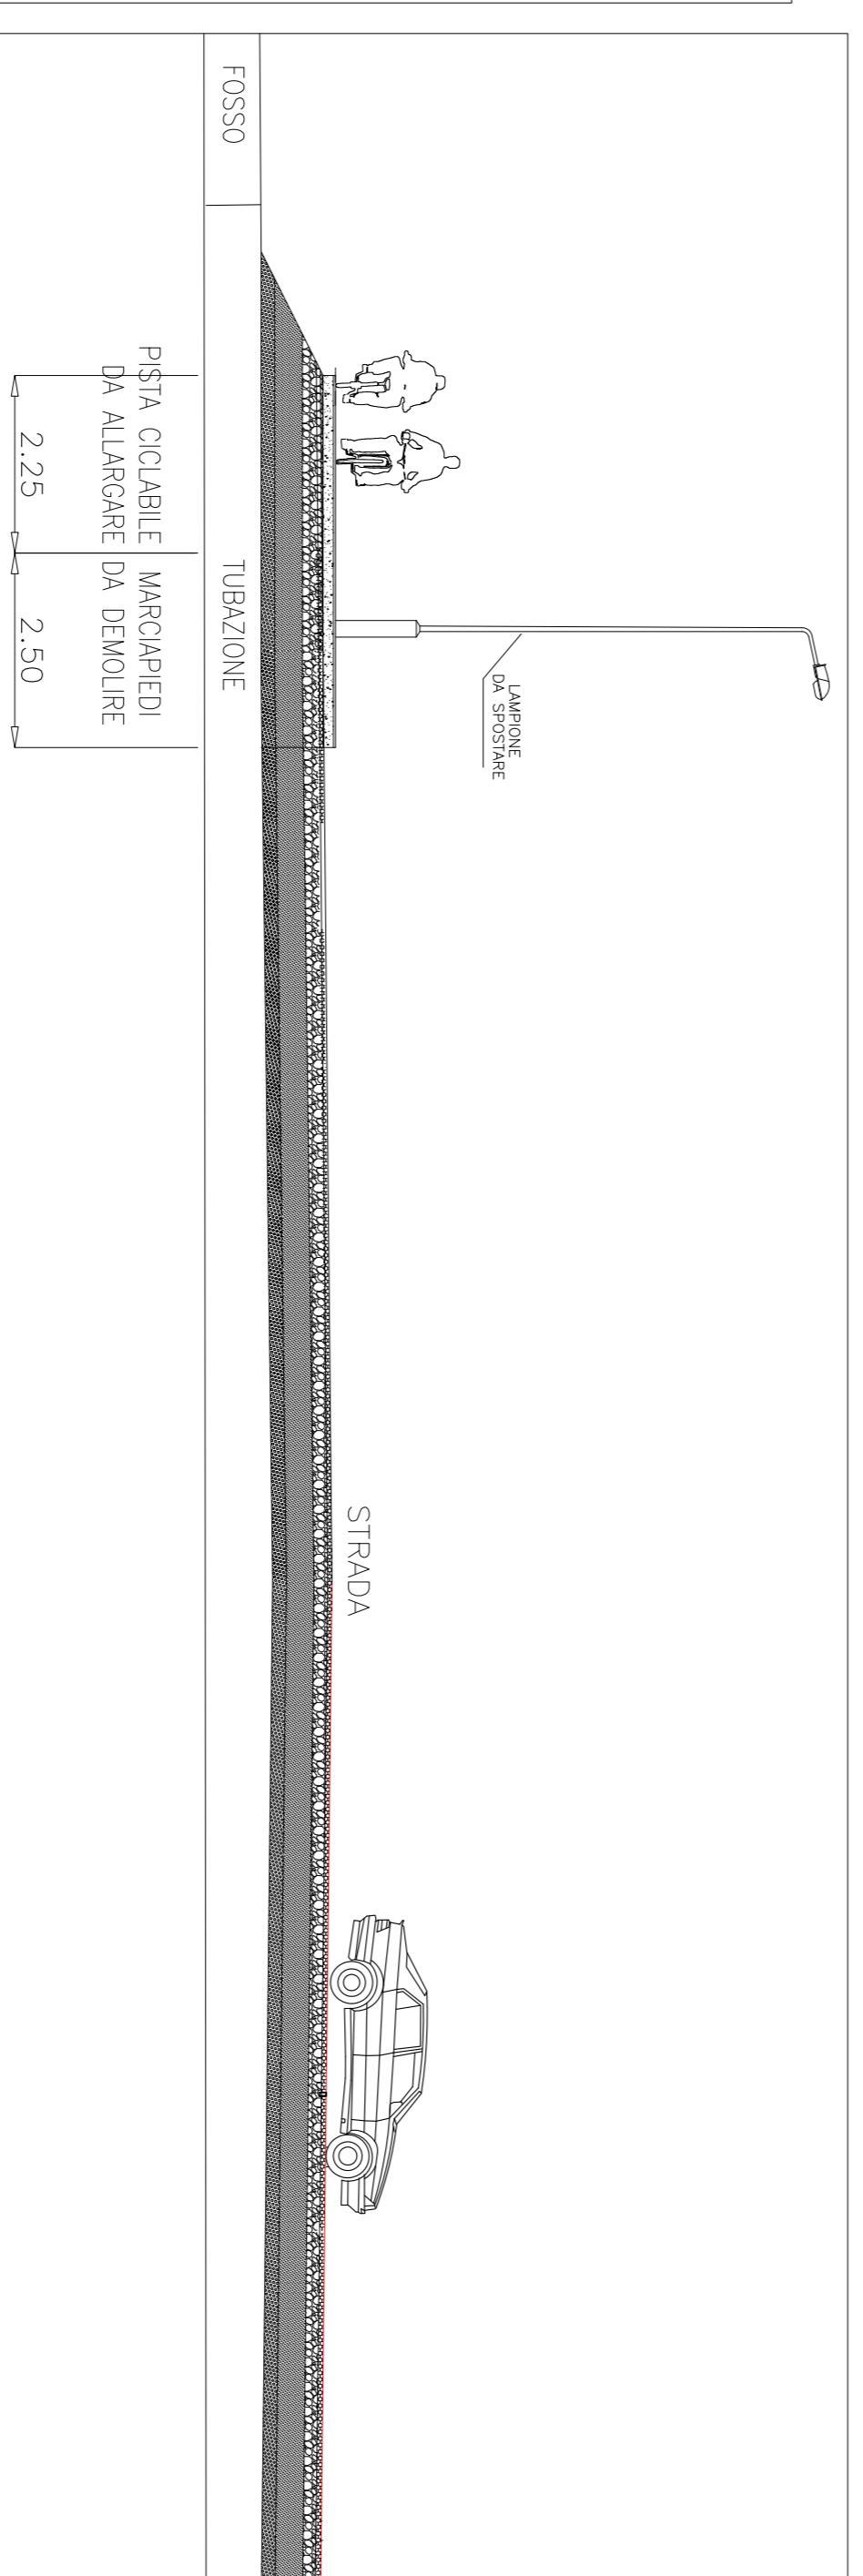 LAMPIONE
DA SPOSTARE
STRADA
FOSSO
TUBAZIONE
PISTA CICLABILE
DA ALLARGARE
MARCIAPIEDI
DA DEMOLIRE
2.25
2.50